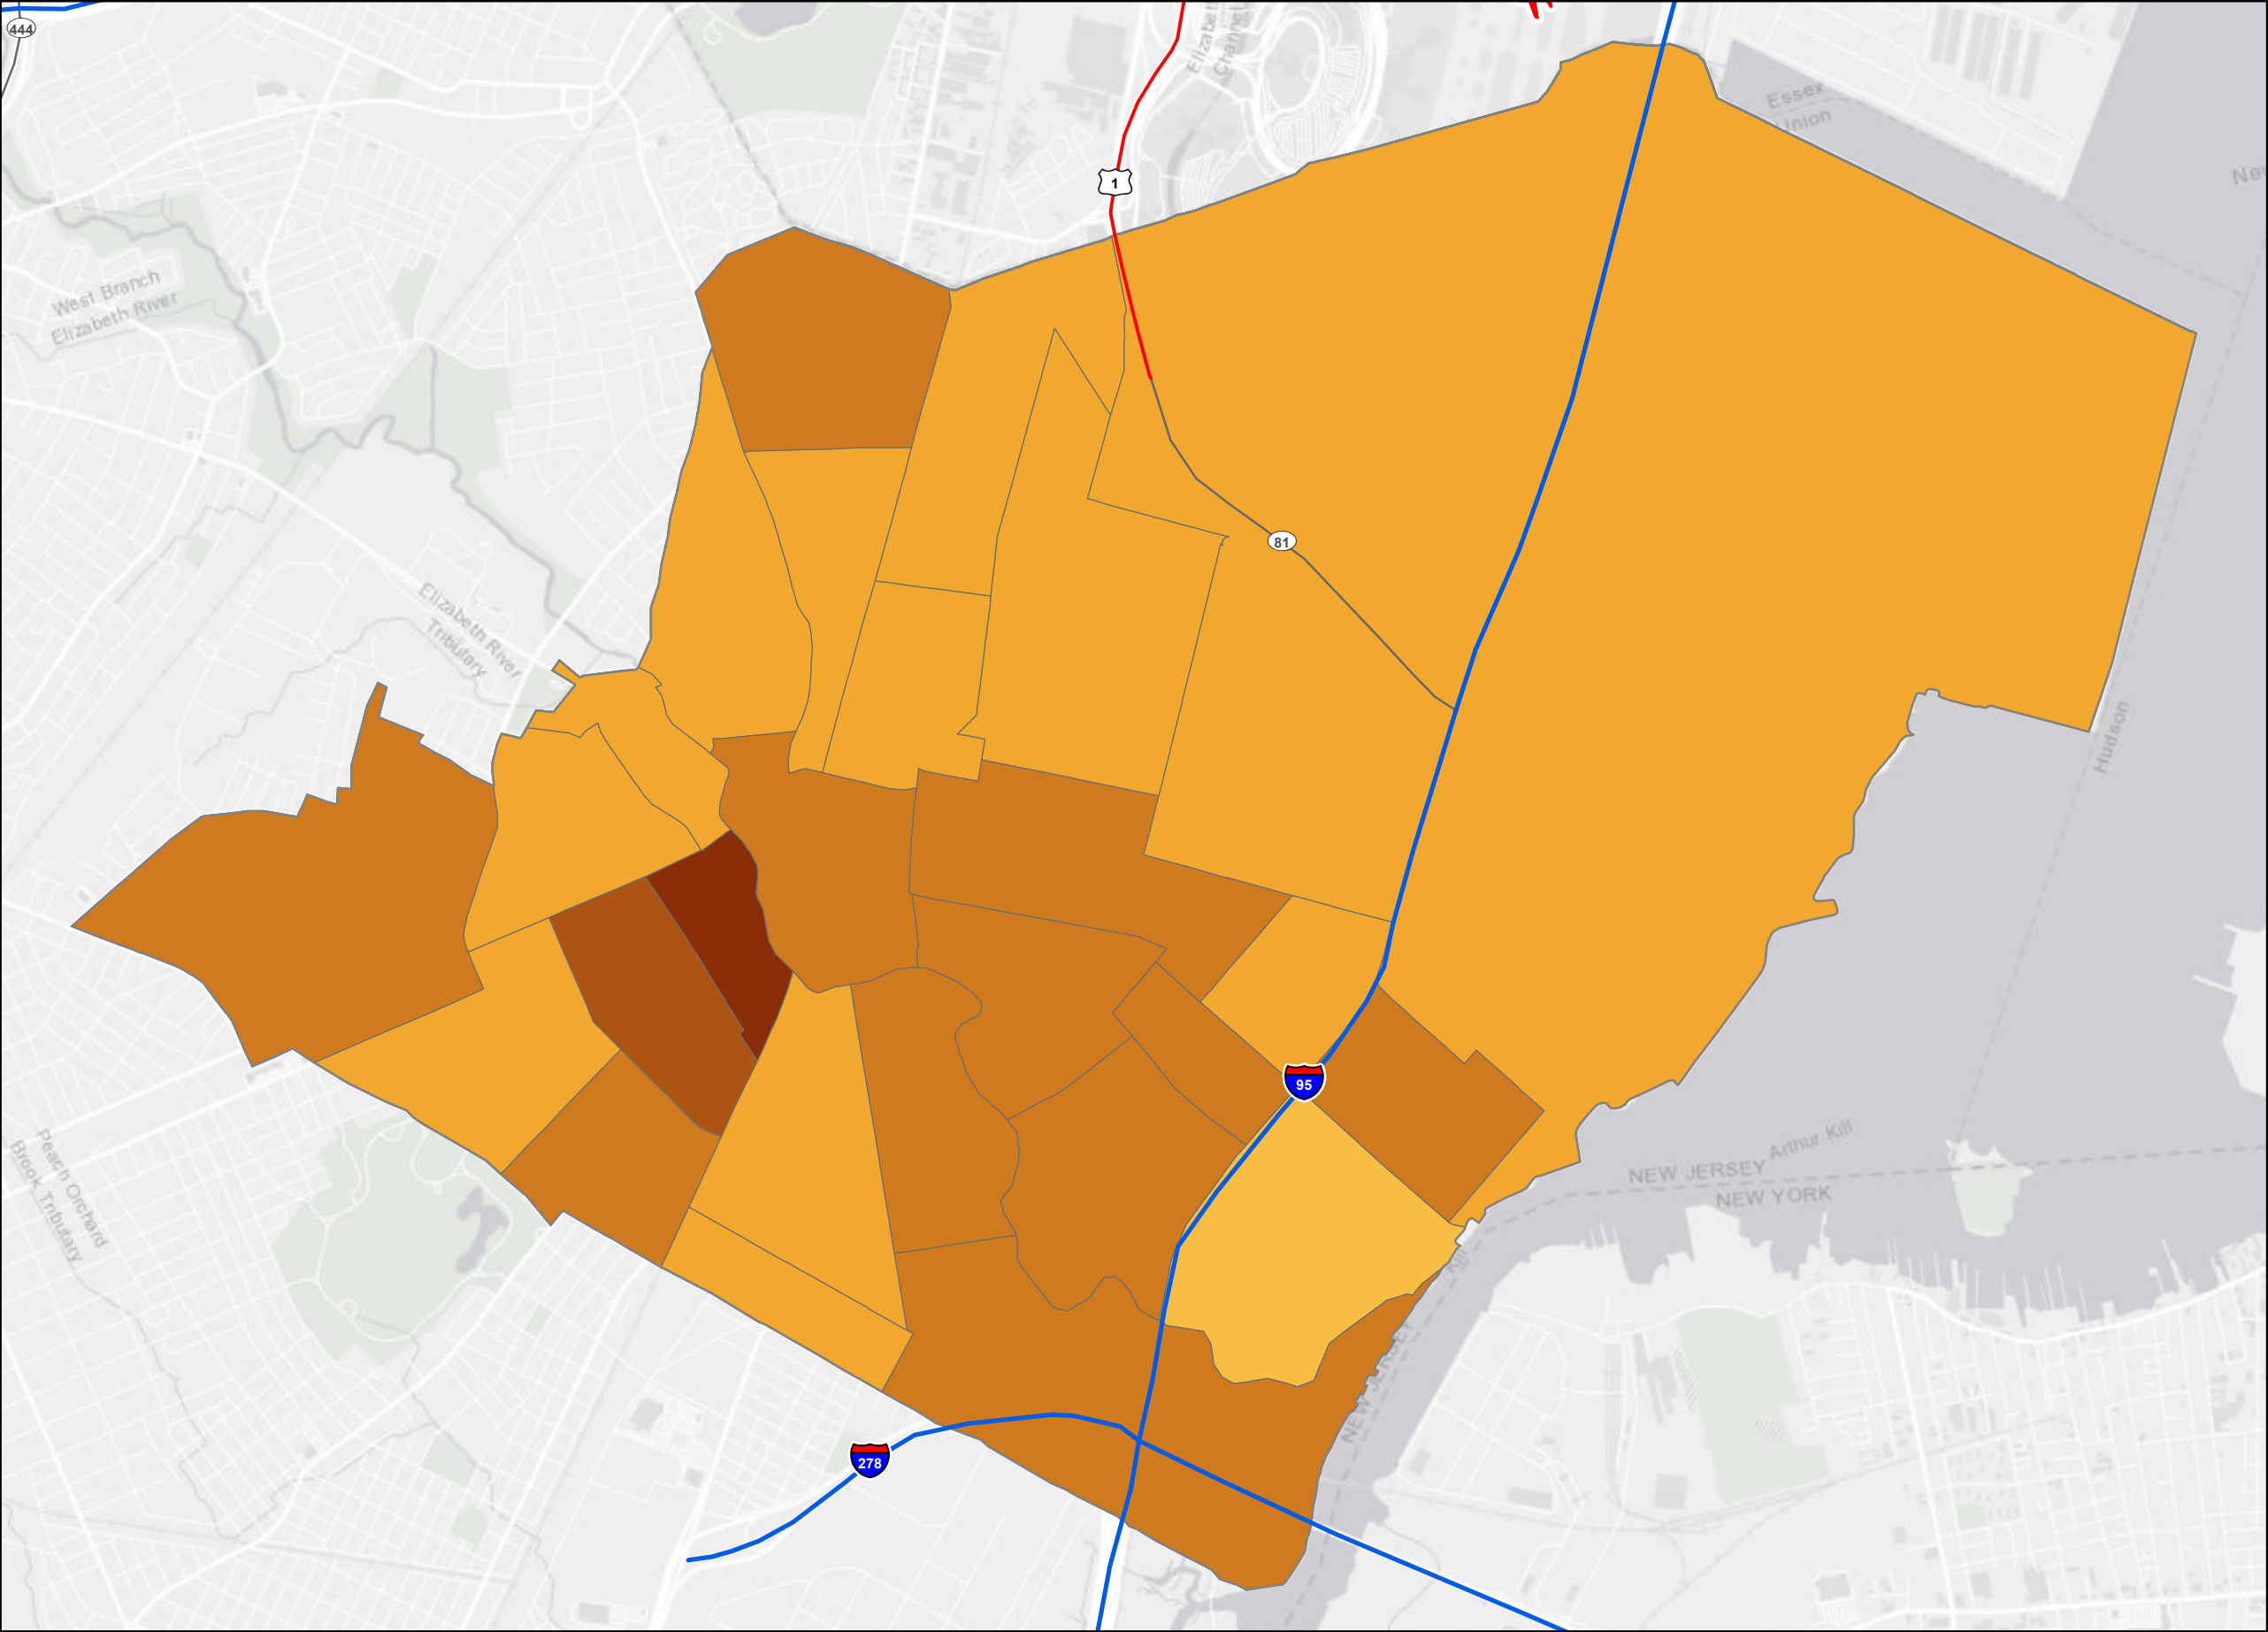 444
Elizabeth
Channel
1
Essex
Union
West Branch
Elizabeth River
81
Elizabeth River
Tributary
Hudson
95
Arthur Kill
NEW JERSEY
NEW YORK
Peach Orchard
Brook Tributary
NEW JERSEY
278